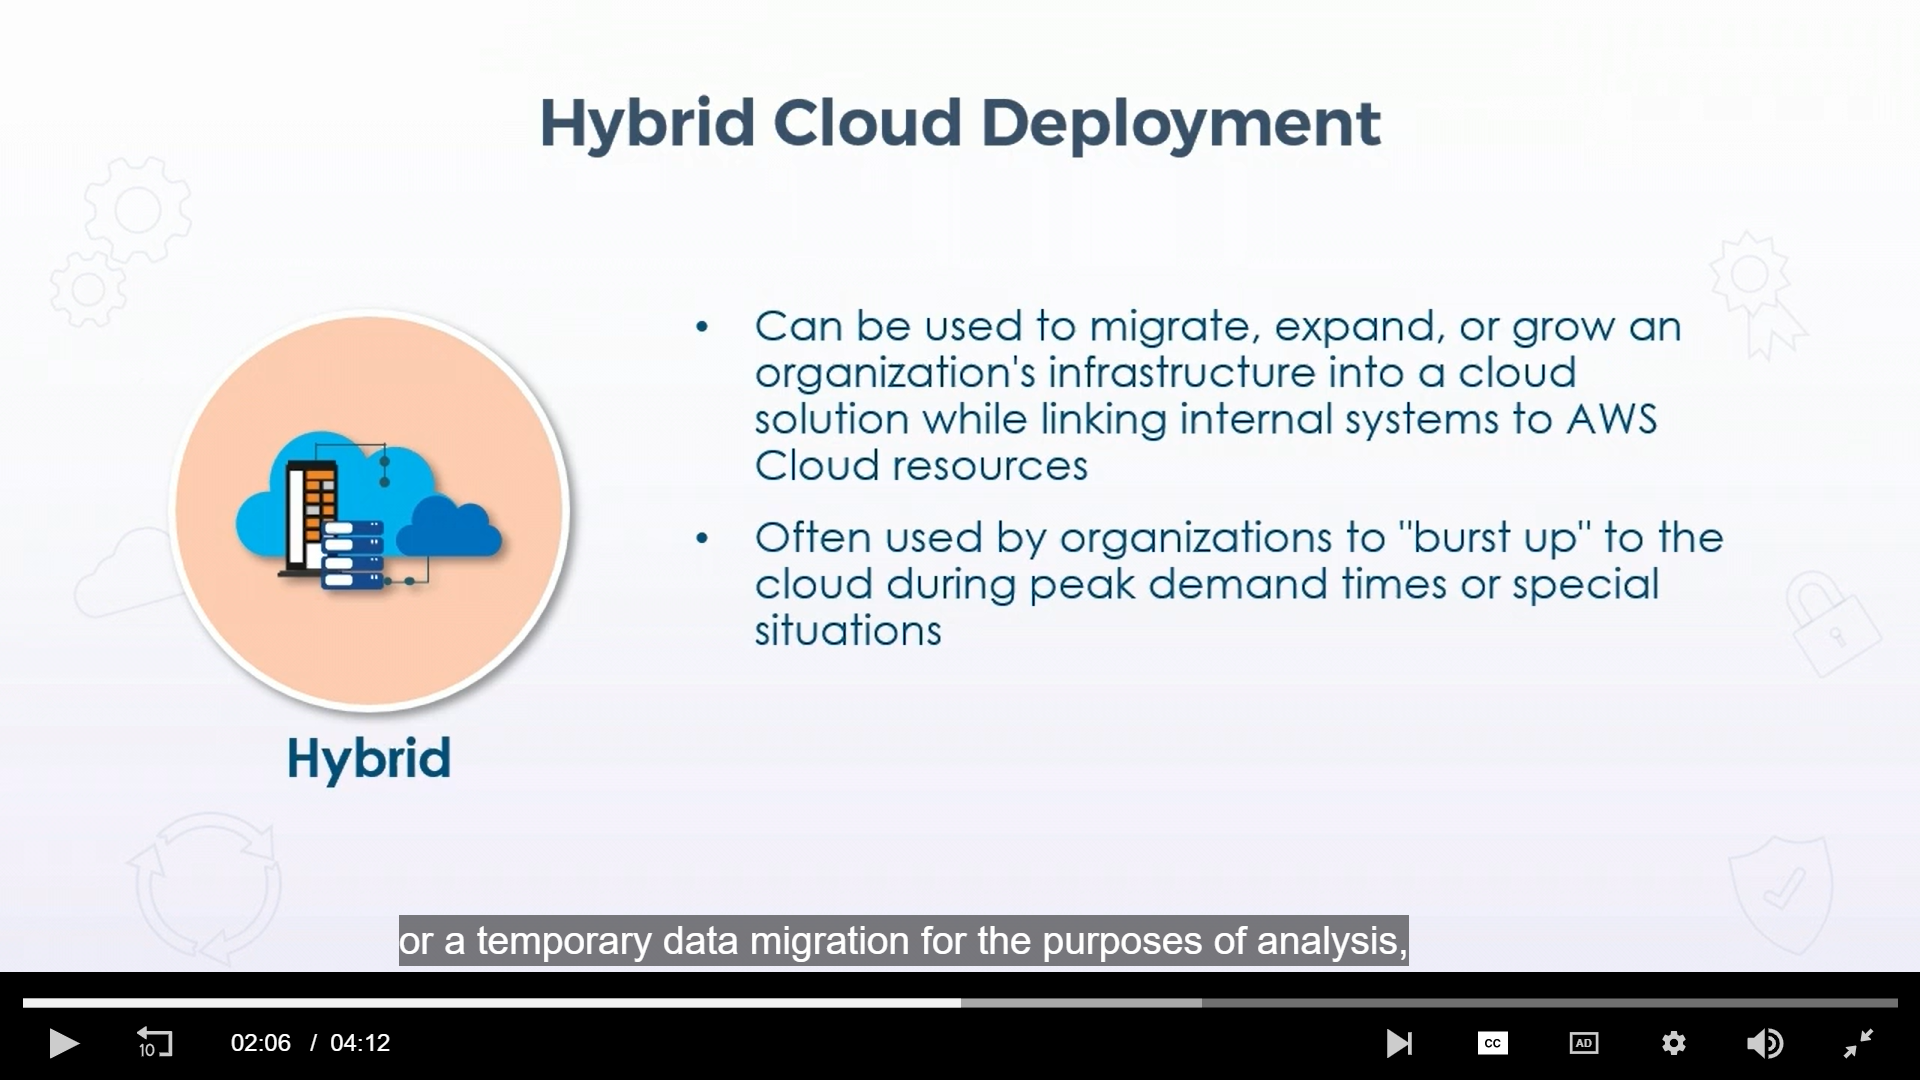 Hybrid Cloud Deployment
• Can be used to migrate, expand, or grow an
organization's infrastructure into a cloud
solution while linking internal systems to AWS
Cloud resources
• Often used by organizations to "burst up" to the
cloud during peak demand times or special
situations
Hybrid
or a temporary data migration for the purposes of analysis,
10 02:06 / 04:12 CC AD